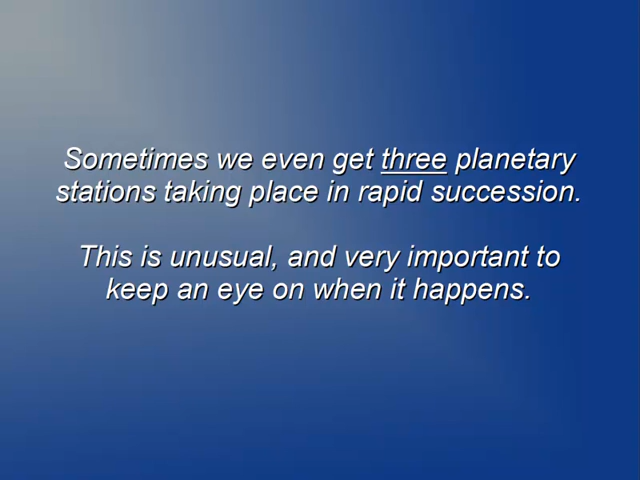 Sometimes we even get three planetary
stations taking place in rapid succession.
This is unusual, and very important to
keep an eye on when it happens.